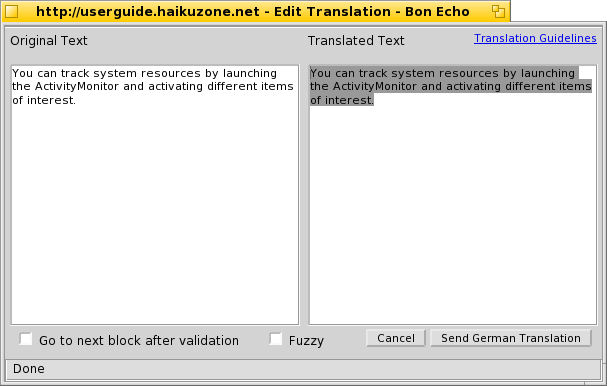 http://userguide.haikuzone.net - Edit Translation - Bon Echo
Original Text
Translated Text
Translation Guidelines
You can track system resources by launching
the ActivityMonitor and activating different items
of interest.
You can track system resources by launching
the ActivityMonitor and activating different items
of interest.
Go to next block after validation
Fuzzy
Cancel
Send German Translation
Done